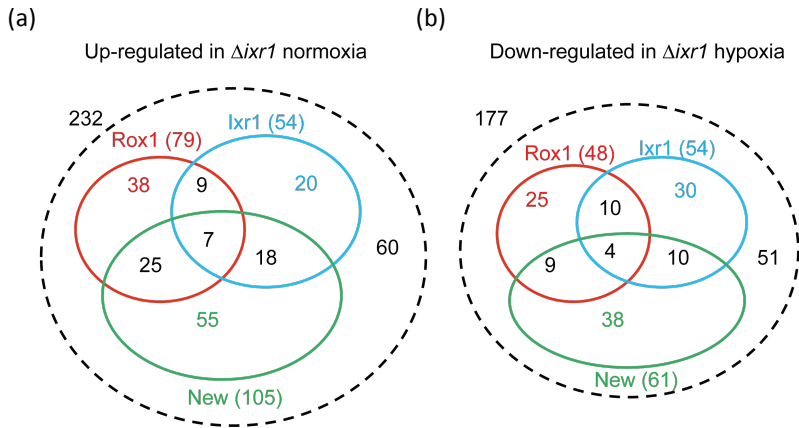 (a)
Up-regulated in Δixr1 normoxia
232
Rox1 (79)
Ixr1 (54)
38
9
20
7
25
18
60
55
New (105)
(b)
Down-regulated in Δixr1 hypoxia
177
Rox1 (48)
Ixr1 (54)
25
10
30
4
9
10
51
38
New (61)